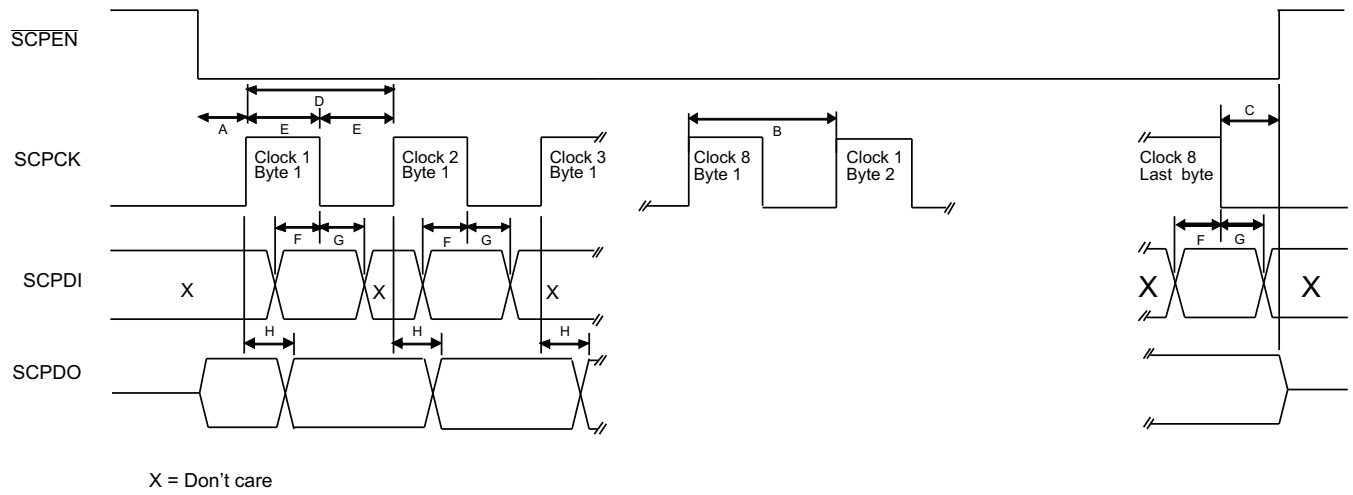 SCPEN
D
A
E
E
B
C
SCPCK
Clock 1
Byte 1
Clock 2
Byte 1
Clock 3
Byte 1
Clock 8
Byte 1
Clock 1
Byte 2
Clock 8
Last byte
F
G
F
G
F
G
SCPDI
X
X
X
X
X
H
H
H
SCPDO
X = Don't care